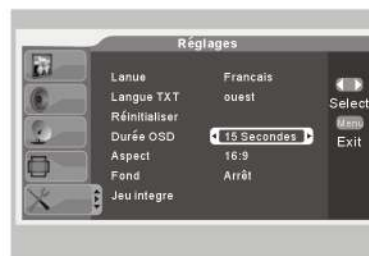 Réglages
Lanue Francais
Langue TXT ouest
Réinitialiser
Durée OSD 15 Secondes
Aspect 16:9
Fond Arrêt
Jeu integre
Select
Menu
Exit